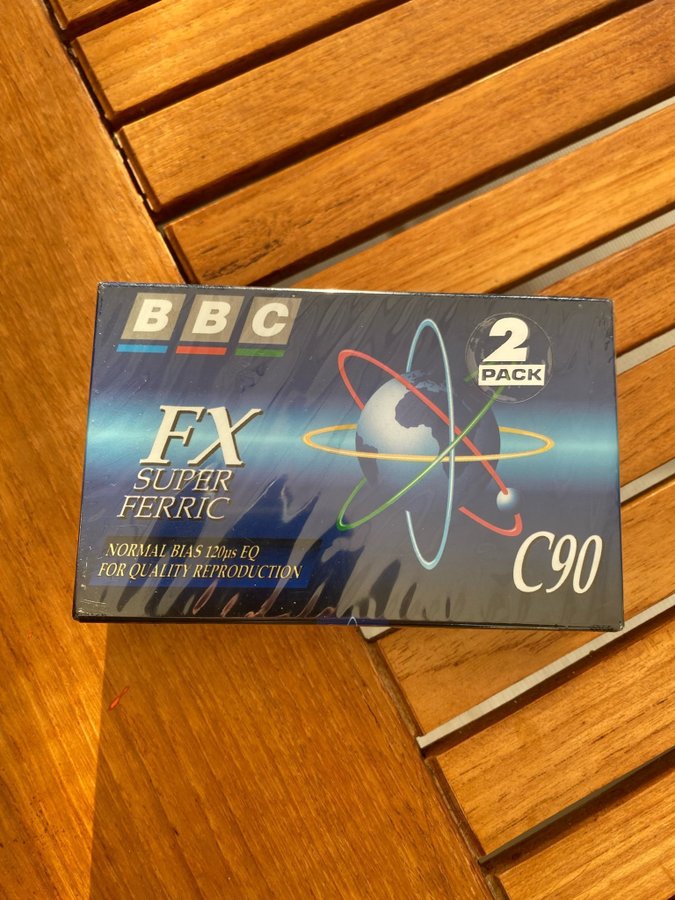 BBC
2
PACK
FX
SUPER
FERRIC
NORMAL BIAS 120µs EQ
FOR QUALITY REPRODUCTION
C90